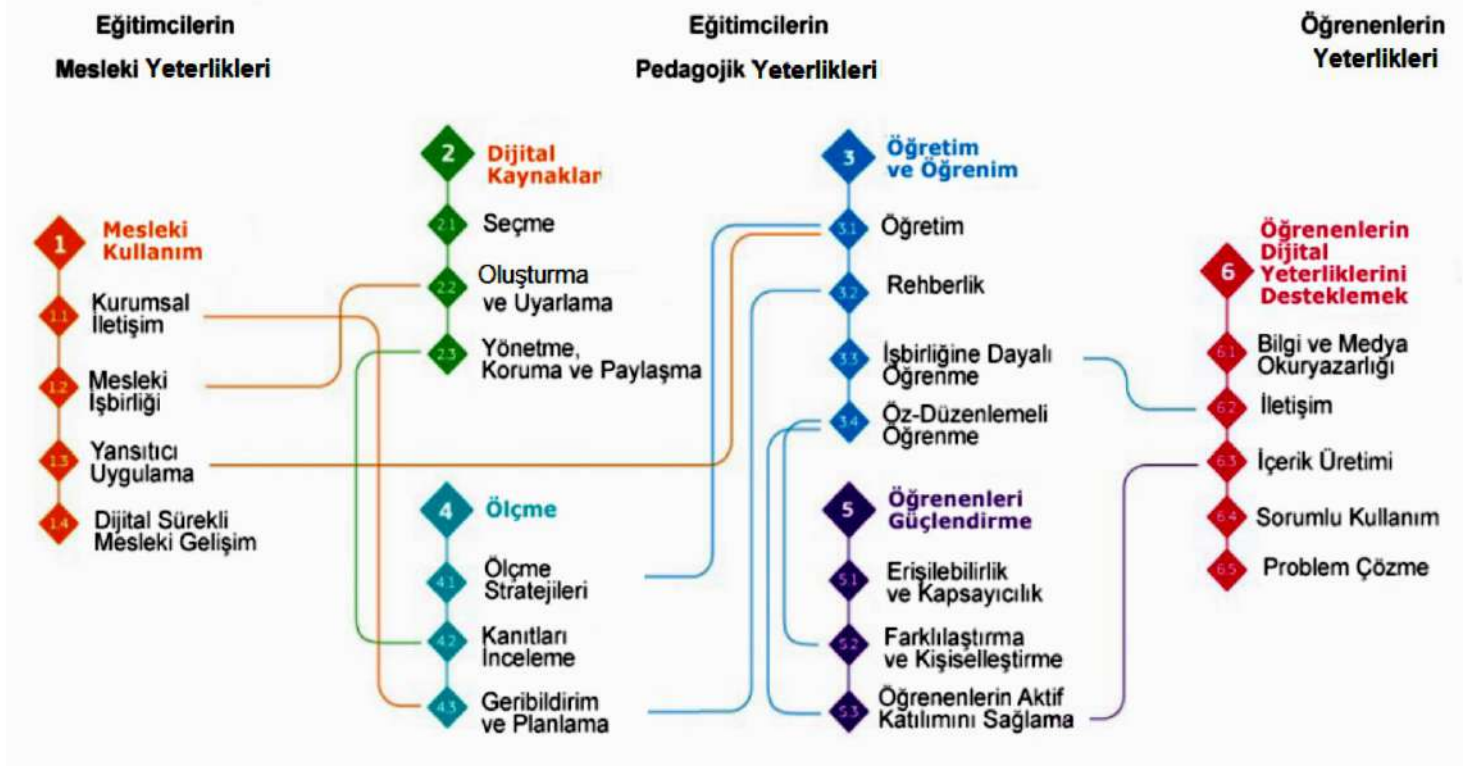 Eğitimcilerin
Mesleki Yeterlikleri
Eğitimcilerin
Pedagojik Yeterlikleri
Öğrenenlerin
Yeterlikleri
1
Mesleki
Kullanım
1.1
Kurumsal
İletişim
1.2
Mesleki
İşbirliği
1.3
Yansıtıcı
Uygulama
1.4
Dijital Sürekli
Mesleki Gelişim
2
Dijital
Kaynaklar
2.1
Seçme
2.2
Oluşturma
ve Uyarlama
2.3
Yönetme,
Koruma ve Paylaşma
3
Öğretim
ve Öğrenim
3.1
Öğretim
3.2
Rehberlik
3.3
İşbirliğine Dayalı
Öğrenme
3.4
Öz-Düzenlemeli
Öğrenme
4
Ölçme
4.1
Ölçme
Stratejileri
4.2
Kanıtları
İnceleme
4.3
Geribildirim
ve Planlama
5
Öğrenenleri
Güçlendirme
5.1
Erişilebilirlik
ve Kapsayıcılık
5.2
Farklılaştırma
ve Kişiselleştirme
5.3
Öğrenenlerin Aktif
Katılımını Sağlama
6
Öğrenenlerin
Dijital
Yeterliklerini
Desteklemek
6.1
Bilgi ve Medya
Okuryazarlığı
6.2
İletişim
6.3
İçerik Üretimi
6.4
Sorumlu Kullanım
6.5
Problem Çözme